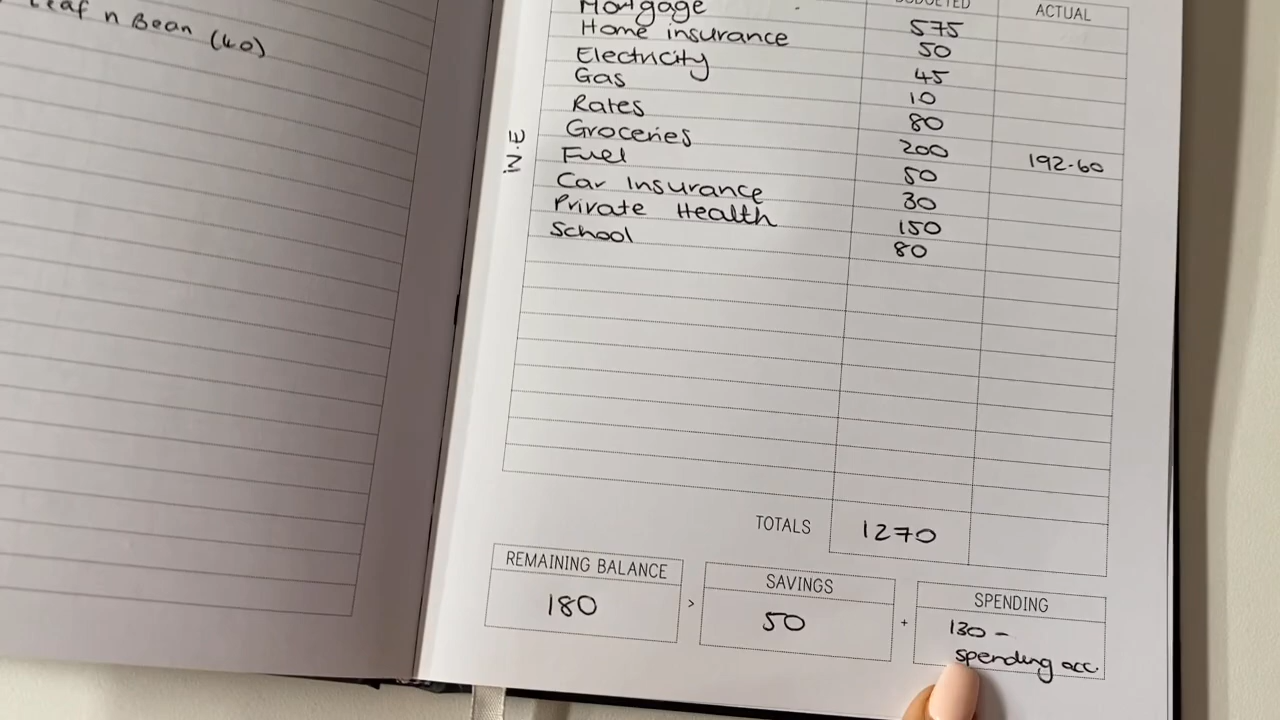 Leaf n Bean (40)
BUDGETED ACTUAL
Mortgage 575
Home insurance 50
Electricity 45
Gas 10
Rates 80
Groceries 200 192.60
Fuel 50
Car Insurance 30
Private Health 150
School 80
W.E
TOTALS 1270
REMAINING BALANCE > SAVINGS + SPENDING
180 50 130 -
spending acc.